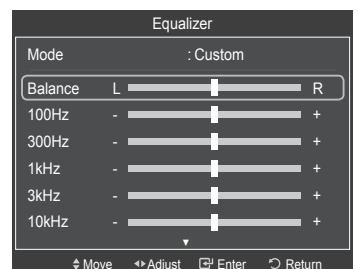 Equalizer
Mode : Custom
Balance L R
100Hz - +
300Hz - +
1kHz - +
3kHz - +
10kHz - +
▼
Move Adjust Enter Return